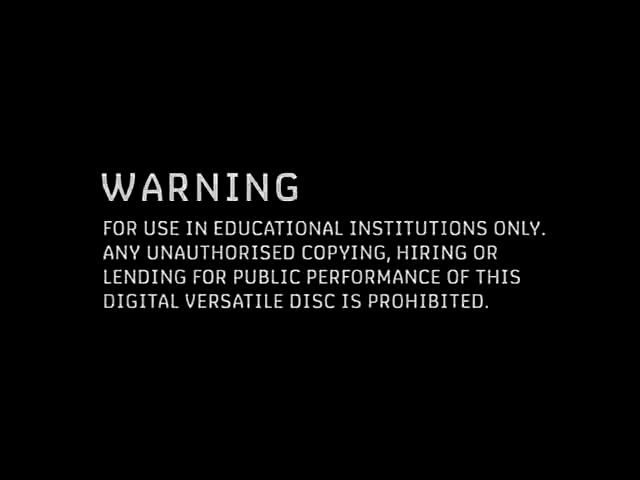 WARNING
FOR USE IN EDUCATIONAL INSTITUTIONS ONLY.
ANY UNAUTHORISED COPYING, HIRING OR
LENDING FOR PUBLIC PERFORMANCE OF THIS
DIGITAL VERSATILE DISC IS PROHIBITED.